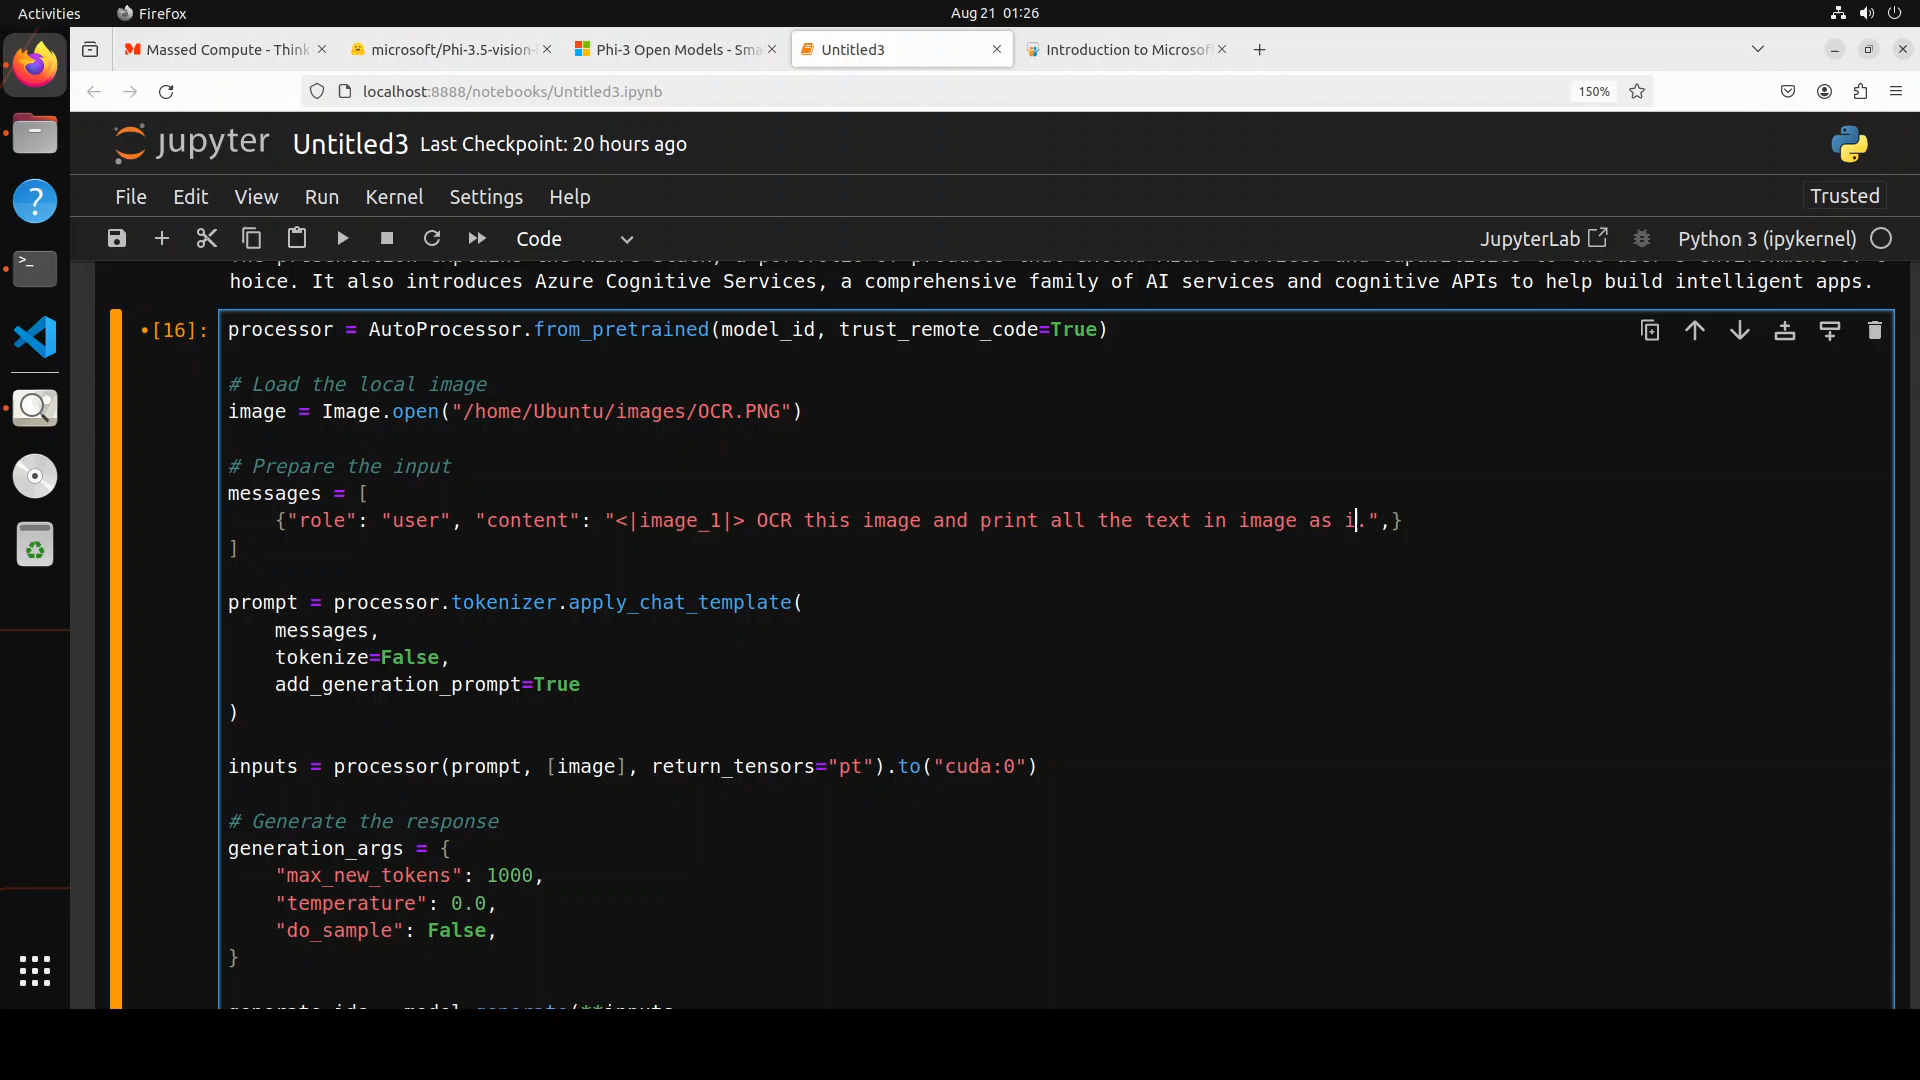 Activities Firefox Aug 21 01:26
Massed Compute - Think microsoft/Phi-3.5-vision- Phi-3 Open Models - Sma Untitled3 Introduction to Microsof
localhost:8888/notebooks/Untitled3.ipynb 150%
jupyter Untitled3 Last Checkpoint: 20 hours ago
File Edit View Run Kernel Settings Help Trusted
Code JupyterLab Python 3 (ipykernel)
hoice. It also introduces Azure Cognitive Services, a comprehensive family of AI services and cognitive APIs to help build intelligent apps.
[16]: processor = AutoProcessor.from_pretrained(model_id, trust_remote_code=True)
# Load the local image
image = Image.open("/home/Ubuntu/images/OCR.PNG")
# Prepare the input
messages = [
{"role": "user", "content": "<|image_1|> OCR this image and print all the text in image as i.",}
]
prompt = processor.tokenizer.apply_chat_template(
messages,
tokenize=False,
add_generation_prompt=True
)
inputs = processor(prompt, [image], return_tensors="pt").to("cuda:0")
# Generate the response
generation_args = {
"max_new_tokens": 1000,
"temperature": 0.0,
"do_sample": False,
}